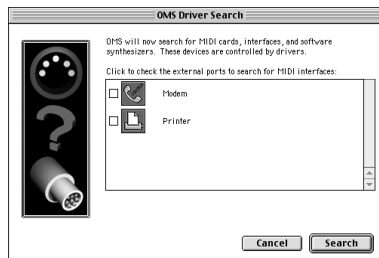 OMS Driver Search
OMS will now search for MIDI cards, interfaces, and software
synthesizers. These devices are controlled by drivers.
Click to check the external ports to search for MIDI interfaces:
Modem
Printer
Cancel
Search